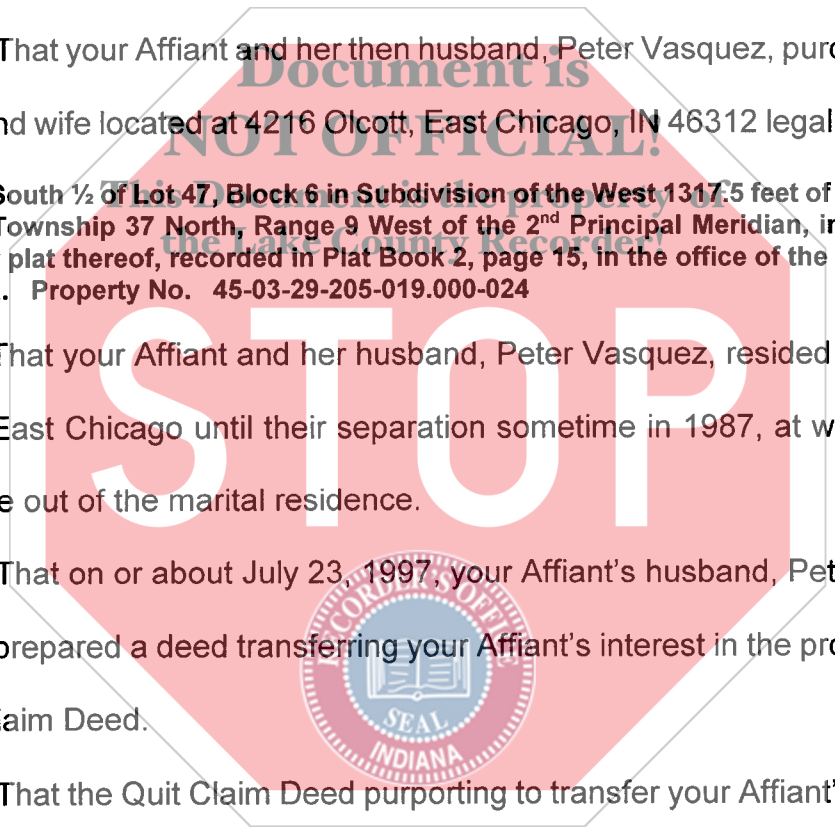 That your Affiant and her then husband, Peter Vasquez,
Document is
wife located at 4216 Olcott, East Chicago, IN 46312 legal
NOT OFFICIAL!
South ½ of Lot 47, Block 6 in Subdivision of the West 1317.5 feet of
This Document is the property of
Township 37 North, Range 9 West of the 2nd Principal Meridian,
the Lake County Recorder!
plat thereof, recorded in Plat Book 2, page 15, in the office of the
. Property No. 45-03-29-205-019.000-024
STOP
That your Affiant and her husband, Peter Vasquez, resided
East Chicago until their separation sometime in 1987, at
out of the marital residence.
That on or about July 23, 1997, your Affiant's husband,
prepared a deed transferring your Affiant's interest in the
RECORDER'S OFFICE
Deed.
SEAL
INDIANA
That the Quit Claim Deed purporting to transfer your Affiant'